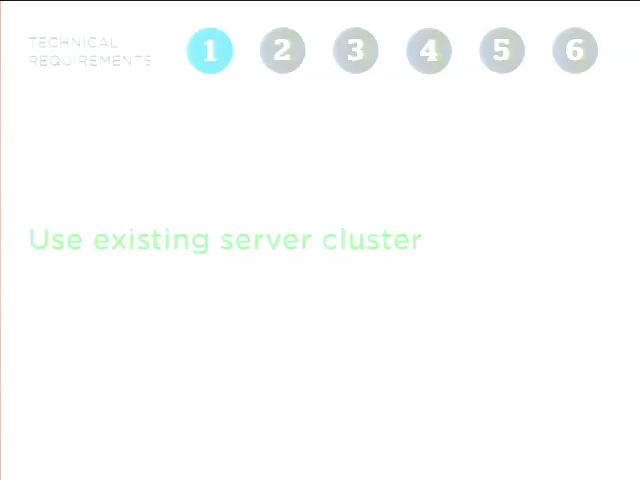 TECHNICAL
REQUIREMENTS
1 2 3 4 5 6
Use existing server cluster